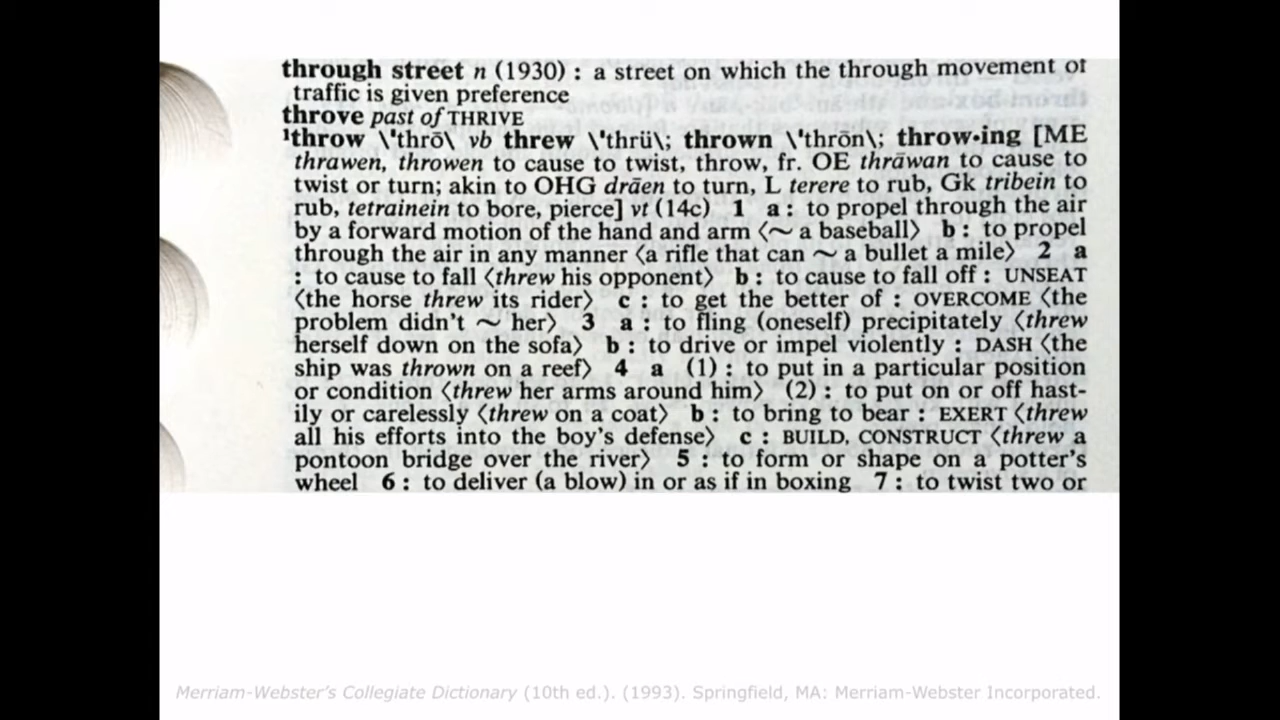 through street n (1930) : a street on which the through movement of
traffic is given preference
throve past of THRIVE
¹throw \ˈthrō\ vb threw \ˈthrü\; thrown \ˈthrōn\; throw·ing [ME
thrawen, throwen to cause to twist, throw, fr. OE thrāwan to cause to
twist or turn; akin to OHG drāen to turn, L terere to rub, Gk tribein to
rub, tetrainein to bore, pierce] vt (14c) 1 a : to propel through the air
by a forward motion of the hand and arm ⟨~ a baseball⟩ b : to propel
through the air in any manner ⟨a rifle that can ~ a bullet a mile⟩ 2 a
: to cause to fall ⟨threw his opponent⟩ b : to cause to fall off : UNSEAT
⟨the horse threw its rider⟩ c : to get the better of : OVERCOME ⟨the
problem didn't ~ her⟩ 3 a : to fling (oneself) precipitately ⟨threw
herself down on the sofa⟩ b : to drive or impel violently : DASH ⟨the
ship was thrown on a reef⟩ 4 a (1) : to put in a particular position
or condition ⟨threw her arms around him⟩ (2) : to put on or off hast-
ily or carelessly ⟨threw on a coat⟩ b : to bring to bear : EXERT ⟨threw
all his efforts into the boy's defense⟩ c : BUILD, CONSTRUCT ⟨threw a
pontoon bridge over the river⟩ 5 : to form or shape on a potter's
wheel 6 : to deliver (a blow) in or as if in boxing 7 : to twist two or
Merriam-Webster's Collegiate Dictionary (10th ed.). (1993). Springfield, MA: Merriam-Webster Incorporated.